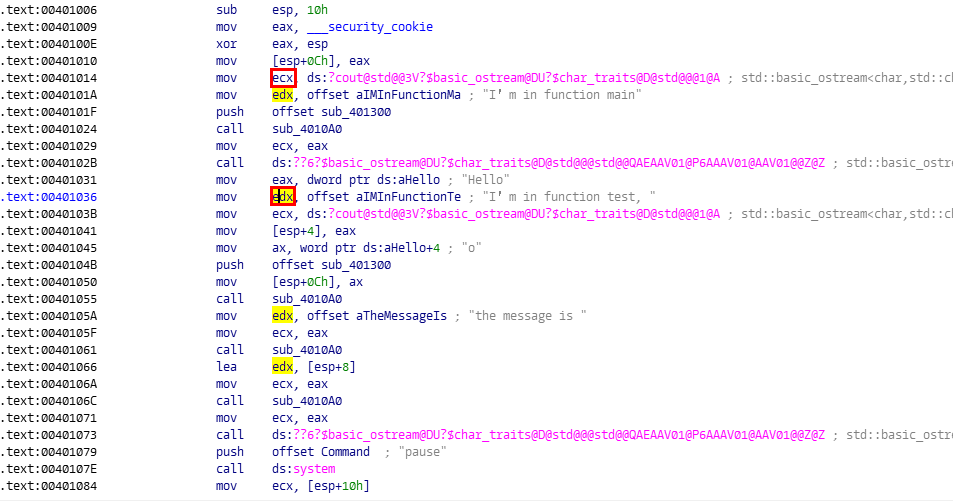 .text:00401006 sub esp, 10h
.text:00401009 mov eax, ___security_cookie
.text:0040100E xor eax, esp
.text:00401010 mov [esp+0Ch], eax
.text:00401014 mov ecx, ds:?cout@std@@3V?$basic_ostream@DU?$char_traits@D@std@@@1@A ; std::basic_ostream<char,std::ch
.text:0040101A mov edx, offset aIMInFunctionMa ; "I'm in function main"
.text:0040101F push offset sub_401300
.text:00401024 call sub_4010A0
.text:00401029 mov ecx, eax
.text:0040102B call ds:??6?$basic_ostream@DU?$char_traits@D@std@@@std@@QAEAAV01@P6AAAV01@AAV01@@Z@Z ; std::basic_ostrea
.text:00401031 mov eax, dword ptr ds:aHello ; "Hello"
.text:00401036 mov edx, offset aIMInFunctionTe ; "I'm in function test, "
.text:0040103B mov ecx, ds:?cout@std@@3V?$basic_ostream@DU?$char_traits@D@std@@@1@A ; std::basic_ostream<char,std::ch
.text:00401041 mov [esp+4], eax
.text:00401045 mov ax, word ptr ds:aHello+4 ; "o"
.text:0040104B push offset sub_401300
.text:00401050 mov [esp+0Ch], ax
.text:00401055 call sub_4010A0
.text:0040105A mov edx, offset aTheMessageIs ; "the message is "
.text:0040105F mov ecx, eax
.text:00401061 call sub_4010A0
.text:00401066 lea edx, [esp+8]
.text:0040106A mov ecx, eax
.text:0040106C call sub_4010A0
.text:00401071 mov ecx, eax
.text:00401073 call ds:??6?$basic_ostream@DU?$char_traits@D@std@@@std@@QAEAAV01@P6AAAV01@AAV01@@Z@Z ; std::basic_ostrea
.text:00401079 push offset Command ; "pause"
.text:0040107E call ds:system
.text:00401084 mov ecx, [esp+10h]